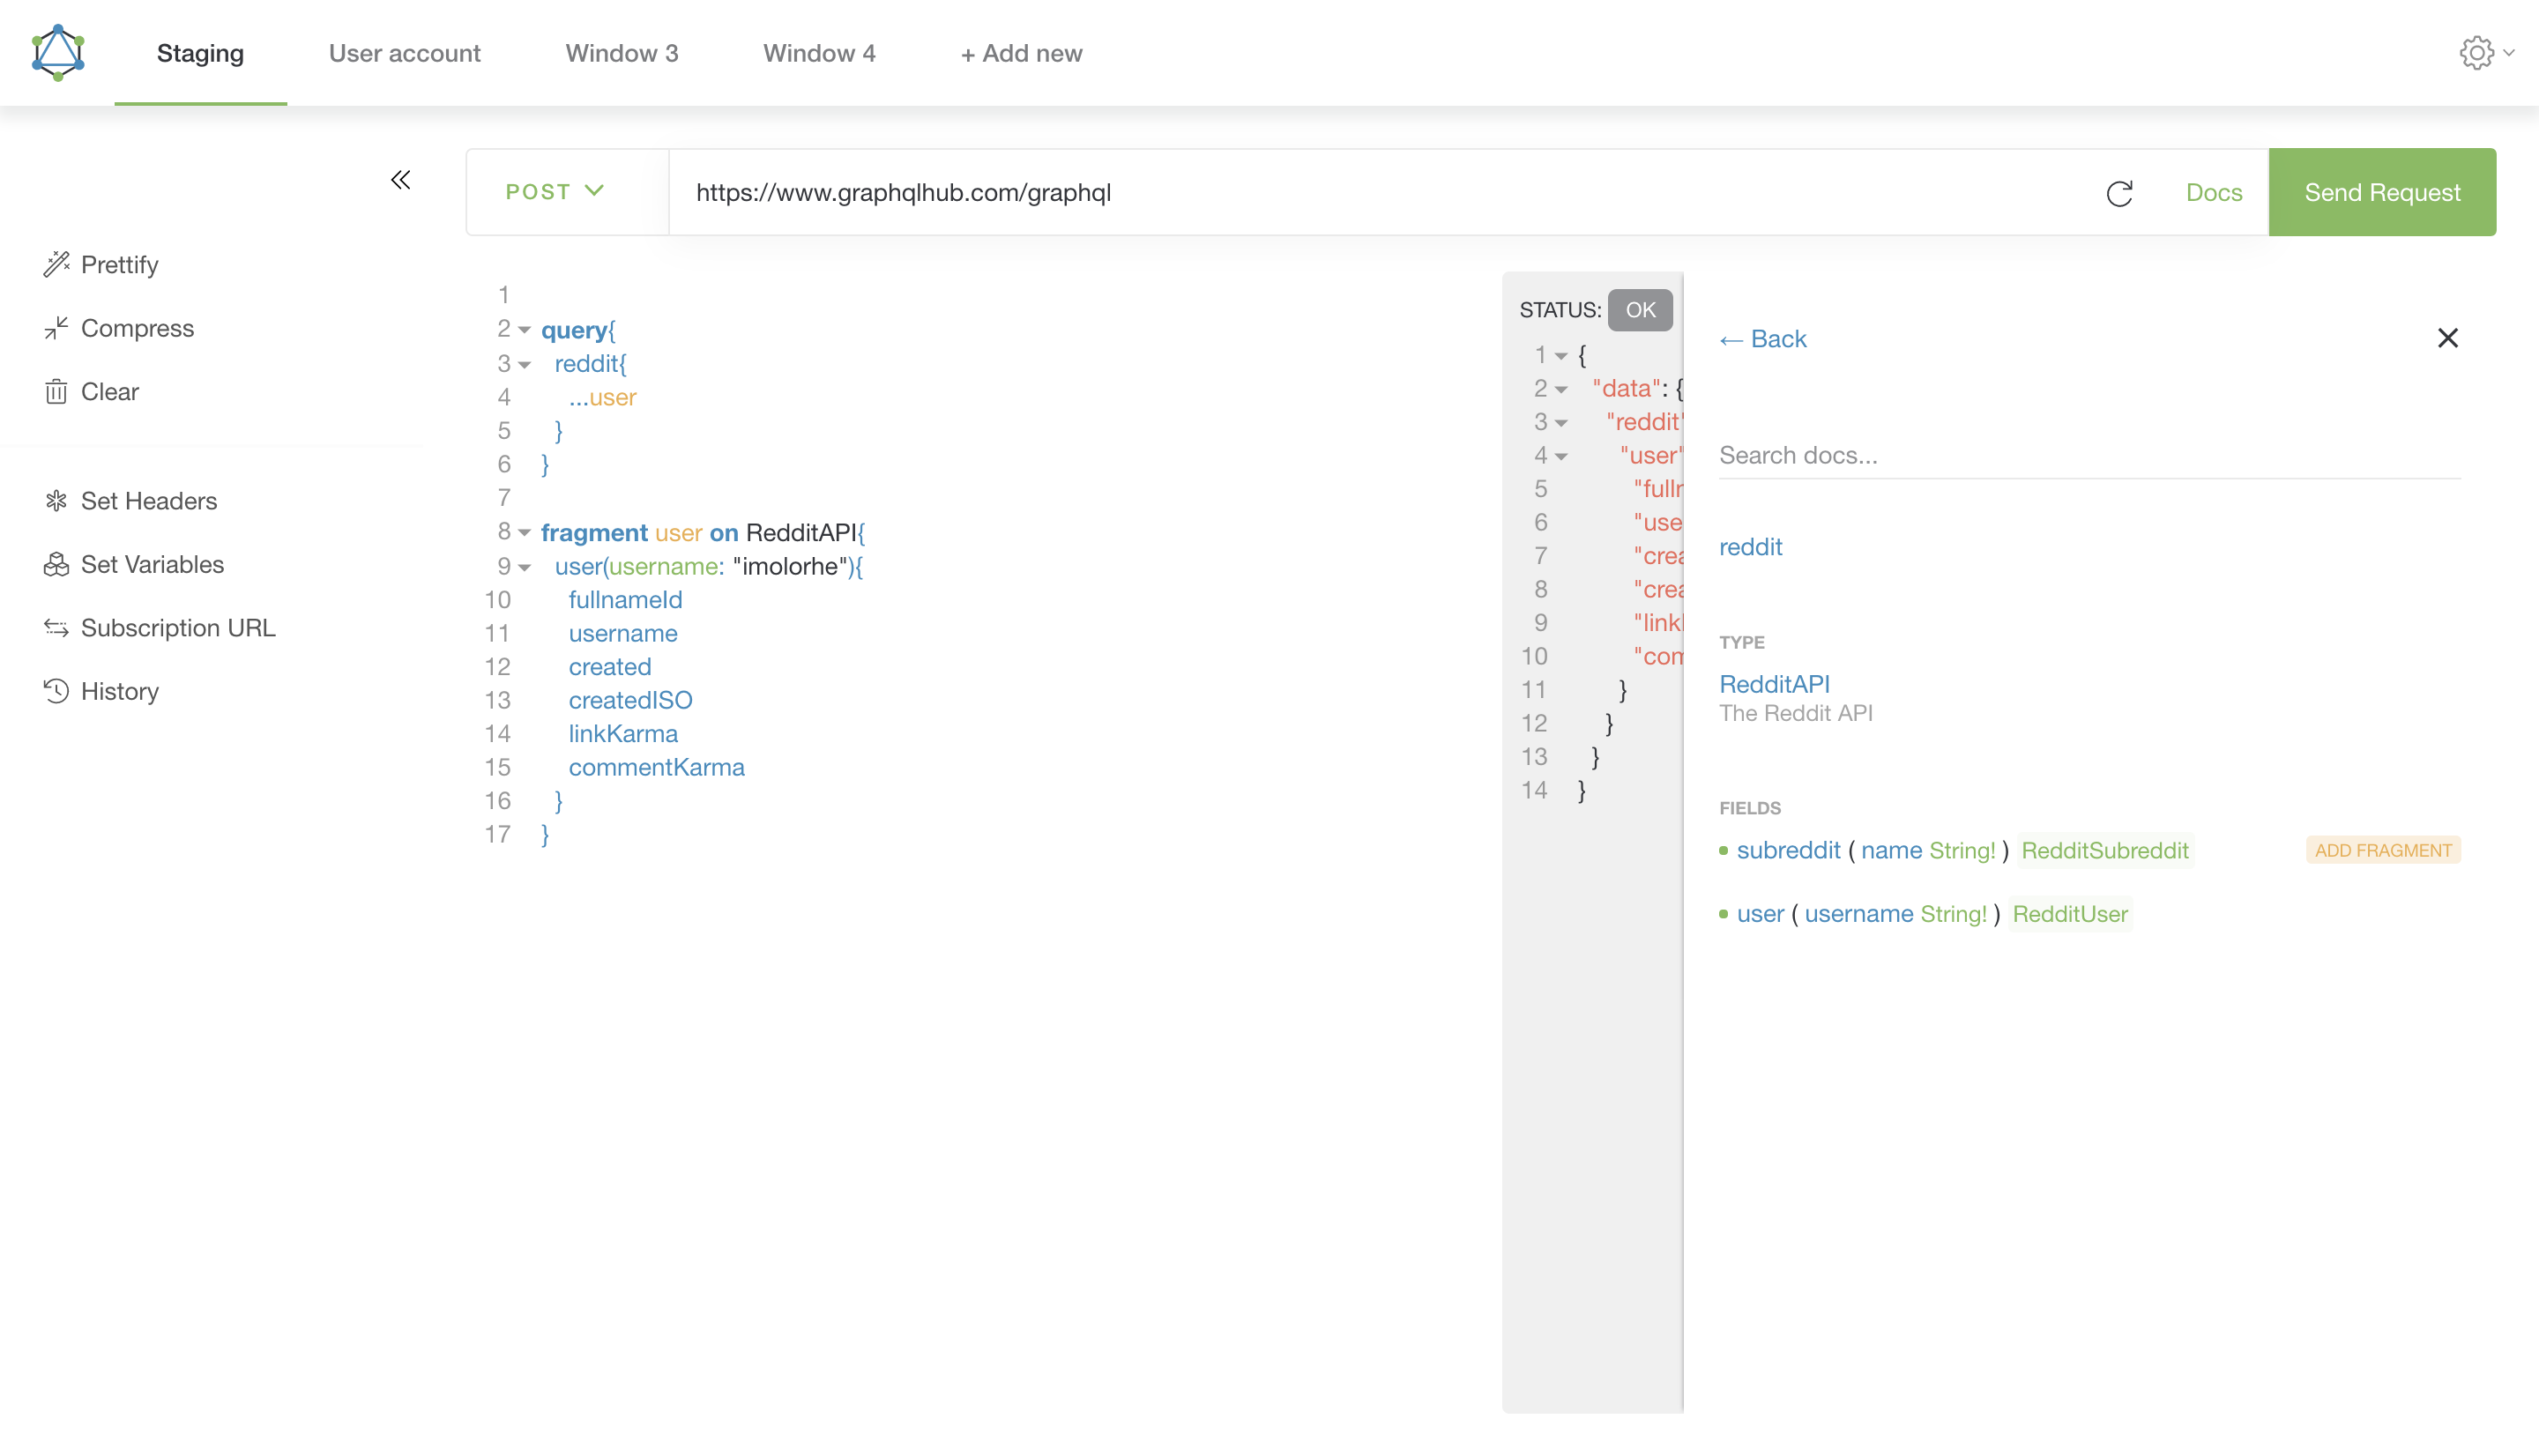 Staging
User account
Window 3
Window 4
+ Add new
Prettify
Compress
Clear
Set Headers
Set Variables
Subscription URL
History
POST
https://www.graphqlhub.com/graphql
Docs
Send Request
1
2 query{
3 reddit{
4 ...user
5 }
6 }
7
8 fragment user on RedditAPI{
9 user(username: "imolorhe"){
10 fullnameId
11 username
12 created
13 createdISO
14 linkKarma
15 commentKarma
16 }
17 }
STATUS: OK
1 {
2 "data": {
3 "reddit"
4 "user"
5 "fulln
6 "use
7 "crea
8 "crea
9 "link
10 "com
11 }
12 }
13 }
14 }
← Back
Search docs...
reddit
TYPE
RedditAPI
The Reddit API
FIELDS
subreddit ( name String! ) RedditSubreddit
ADD FRAGMENT
user ( username String! ) RedditUser